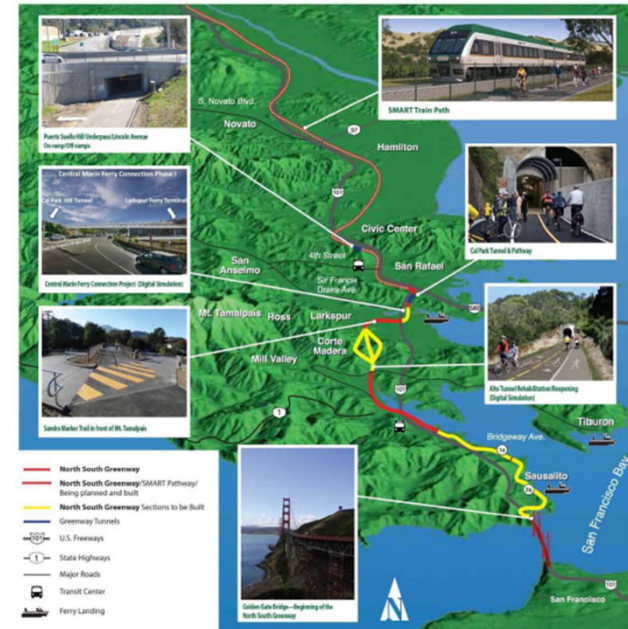 S. Novato Blvd.
Novato
37
Hamilton
101
SMART Train Path
Puerto Suello Hill Underpass/Lincoln Avenue
On-ramp/Off-ramps
Central Marin Ferry Connection Phase I
Cal Park Hill Tunnel
Larkspur Ferry Terminal
Central Marin Ferry Connection Project (Digital Simulation)
Civic Center
4th Street
San
Anselmo
San Rafael
Sir Francis
Drake Ave.
580
Cal Park Tunnel & Pathway
Mt. Tamalpais
Ross
Larkspur
Corte
Madera
Mill Valley
101
1
Alto Tunnel Rehabilitation Reopening
(Digital Simulation)
Sandra Marker Trail in front of Mt. Tamalpais
Tiburon
Bridgeway Ave.
Sausalito
San Francisco Bay
North South Greenway
North South Greenway/SMART Pathway/
Being planned and built
North South Greenway Sections to be Built
Greenway Tunnels
101
U.S. Freeways
1
State Highways
Major Roads
Transit Center
Ferry Landing
Golden Gate Bridge—Beginning of the
North South Greenway
N
101
San Francisco